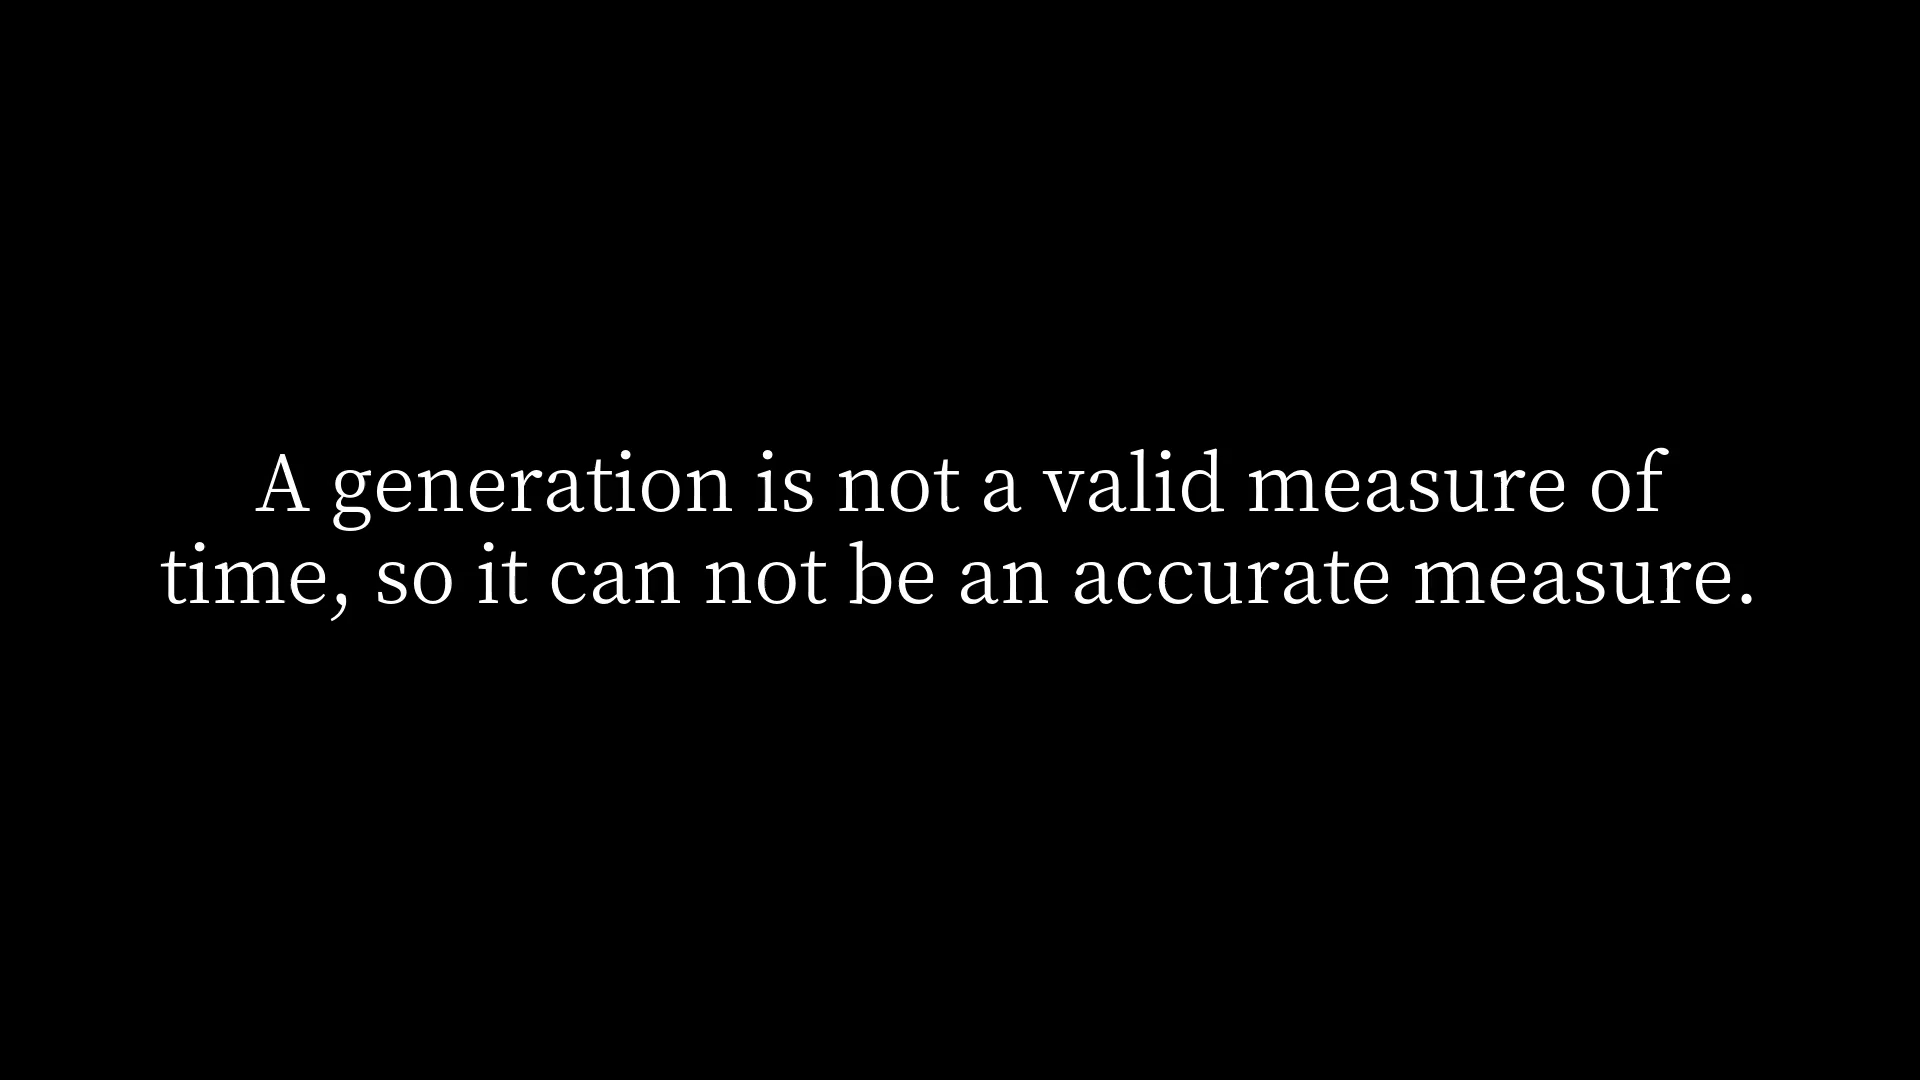 A generation is not a valid measure of
time, so it can not be an accurate measure.